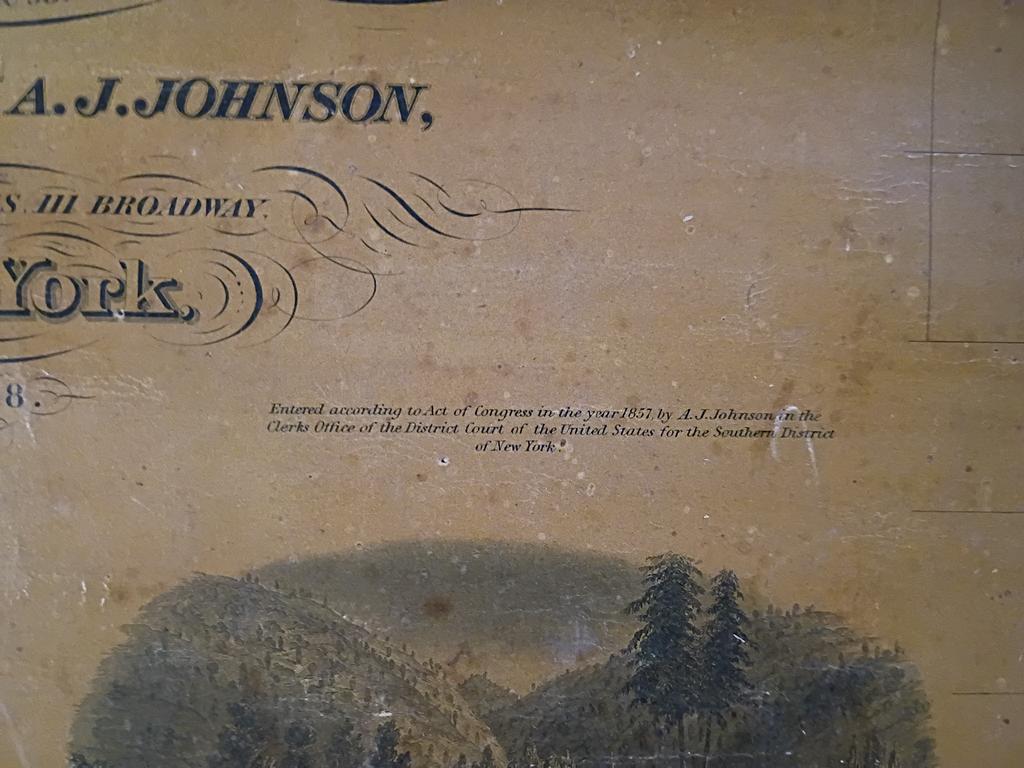 A. J. JOHNSON,
S. 111 BROADWAY.
York,
8.
Entered according to Act of Congress in the year 1857, by A. J. Johnson in the
Clerks Office of the District Court of the United States for the Southern District
of New York.